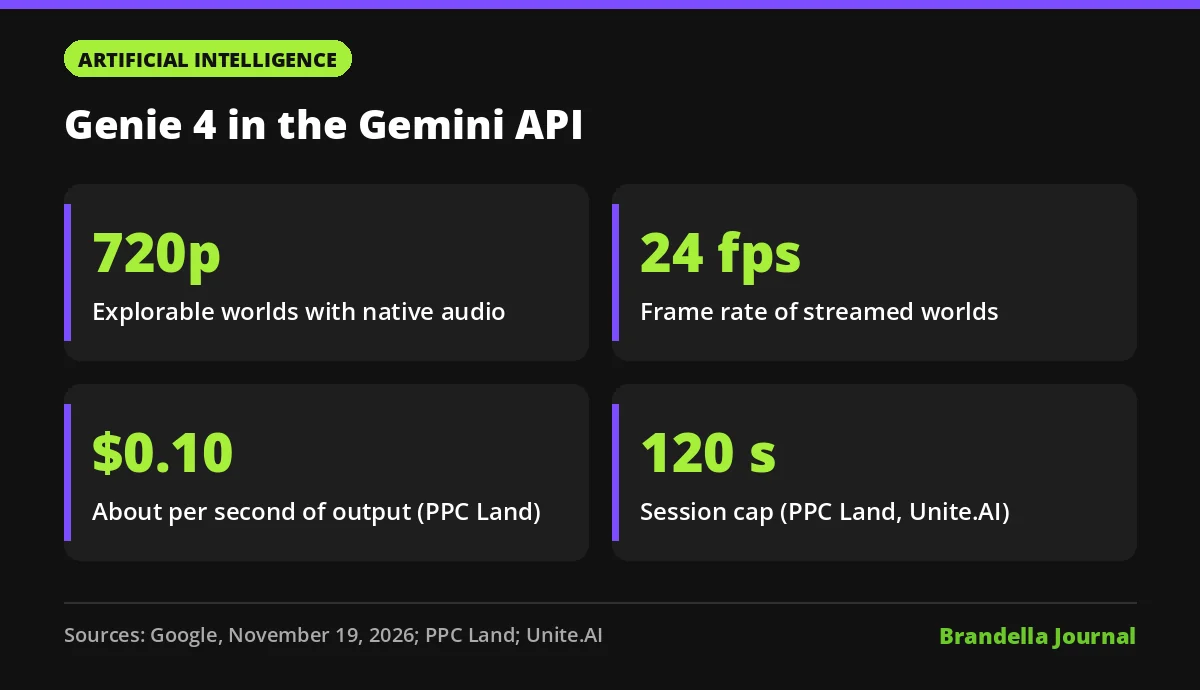 ARTIFICIAL INTELLIGENCE
Genie 4 in the Gemini API
720p
Explorable worlds with native audio
24 fps
Frame rate of streamed worlds
$0.10
About per second of output (PPC Land)
120 s
Session cap (PPC Land, Unite.AI)
Sources: Google, November 19, 2026; PPC Land; Unite.AI
Brandella Journal